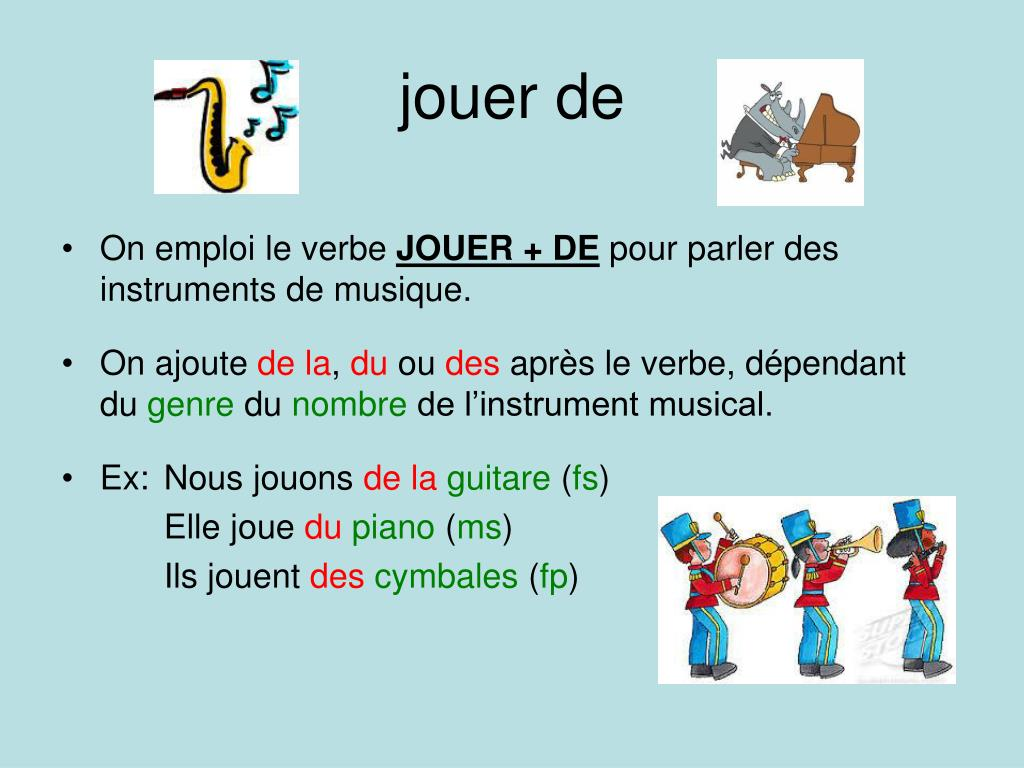 jouer de
• On emploi le verbe JOUER + DE pour parler des
instruments de musique.
• On ajoute de la, du ou des après le verbe, dépendant
du genre du nombre de l’instrument musical.
• Ex: Nous jouons de la guitare (fs)
Elle joue du piano (ms)
Ils jouent des cymbales (fp)